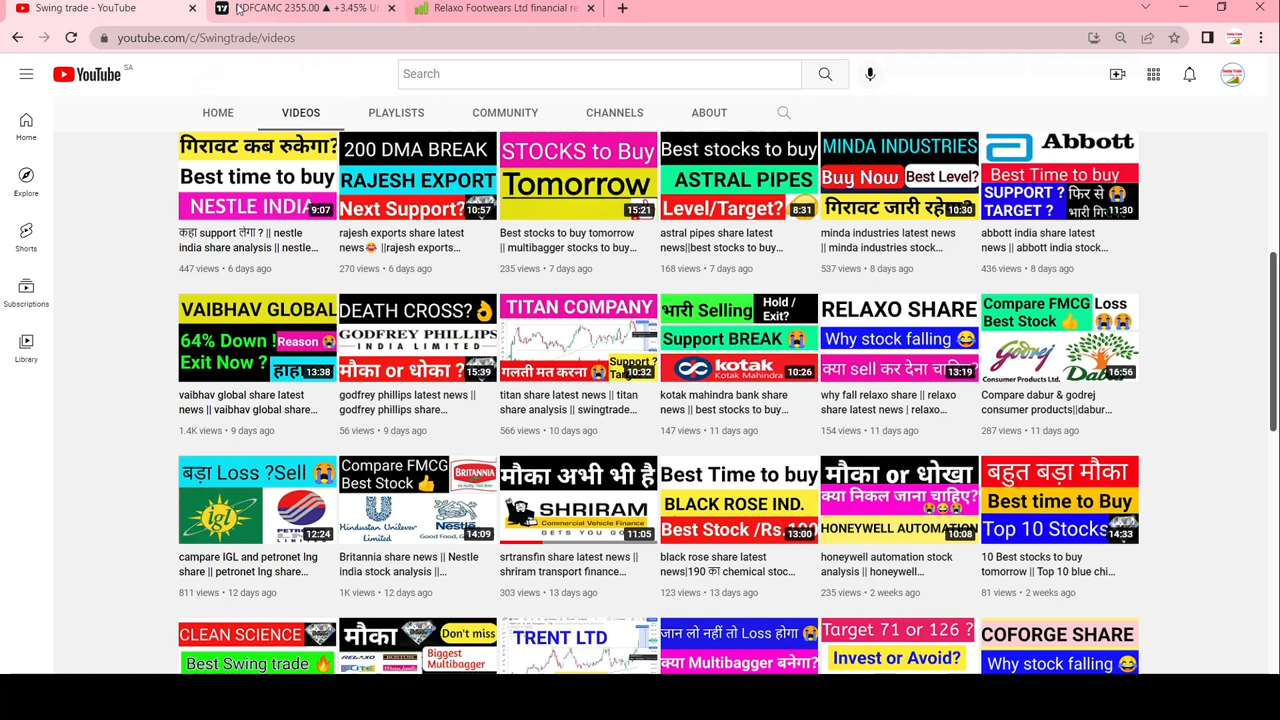 Swing trade - YouTube
HDFCAMC 2355.00 ▲ +3.45%
Relaxo Footwears Ltd financial re
youtube.com/c/Swingtrade/videos
YouTube SA
Search
HOME VIDEOS PLAYLISTS COMMUNITY CHANNELS ABOUT
Home
Explore
Shorts
Subscriptions
Library
गिरावट कब रुकेगा?
Best time to buy
NESTLE INDIA
9:07
कहा support लेगा ? || nestle
india share analysis || nestle...
447 views • 6 days ago
200 DMA BREAK
RAJESH EXPORT
Next Support?
10:57
rajesh exports share latest
news😂 ||rajesh exports...
270 views • 6 days ago
STOCKS to Buy
Tomorrow
15:21
Best stocks to buy tomorrow
|| multibagger stocks to buy...
235 views • 7 days ago
Best stocks to buy
ASTRAL PIPES
Level/Target?
8:31
astral pipes share latest
news||best stocks to buy...
168 views • 7 days ago
MINDA INDUSTRIES
Buy Now Best Level?
गिरावट जारी रहेगा?
10:30
minda industries latest news
|| minda industries stock...
537 views • 8 days ago
Abbott
Best Time to buy
SUPPORT ? फिर से
TARGET ? भारी
11:30
abbott india share latest
news || abbott india stock...
436 views • 8 days ago
VAIBHAV GLOBAL
64% Down ! Reason
Exit Now ?
13:38
vaibhav global share latest
news || vaibhav global share...
1.4K views • 9 days ago
DEATH CROSS?👌
GODFREY PHILLIPS
INDIA LIMITED
मौका or धोका ?
15:39
godfrey phillips latest news ||
godfrey phillips share...
56 views • 9 days ago
TITAN COMPANY
Support ?
गलती मत करना
10:32
titan share latest news || titan
share analysis || swingtrade...
566 views • 10 days ago
भारी Selling Hold /
Exit?
Support BREAK 😭
kotak
Kotak Mahindra
10:26
kotak mahindra bank share
news || best stocks to buy...
147 views • 11 days ago
RELAXO SHARE
Why stock falling
क्या sell कर देना
13:19
why fall relaxo share || relaxo
share latest news | relaxo...
154 views • 11 days ago
Compare FMCG Loss
Best Stock👍 😭😭
Godrej
Consumer Products Ltd.
Dabur
16:56
Compare dabur & godrej
consumer products||dabur...
287 views • 11 days ago
बड़ा Loss ?Sell 😭
IGL
12:24
campare IGL and petronet lng
share || petronet lng share...
811 views • 12 days ago
Compare FMCG
Best Stock👍
BRITANNIA
Hindustan Unilever
Limited
Nestle
14:09
Britannia share news || Nestle
india stock analysis ||...
1K views • 12 days ago
मौका अभी भी है
SHRIRAM
Commercial Vehicle Finance
GETS YOU
11:05
srtransfin share latest news ||
shriram transport finance...
303 views • 13 days ago
Best Time to buy
BLACK ROSE IND.
Best Stock /Rs.
13:00
black rose share latest
news|190 का chemical stoc...
123 views • 13 days ago
मौका or धोखा
क्या निकल जाना चाहिए?
HONEYWELL AUTOMATION
10:08
honeywell automation stock
analysis || honeywell...
235 views • 2 weeks ago
बहुत बड़ा मौका
Best time to Buy
Top 10 Stocks
14:33
10 Best stocks to buy
tomorrow || Top 10 blue chi...
81 views • 2 weeks ago
CLEAN SCIENCE
Best Swing trade 🔥
मौका Don't miss
RELAXO
Biggest
Multibagger
TRENT LTD
जान लो नहीं तो Loss होगा 😭
क्या Multibagger बनेगा?
Target 71 or 126 ?
Invest or Avoid?
COFORGE SHARE
Why stock falling